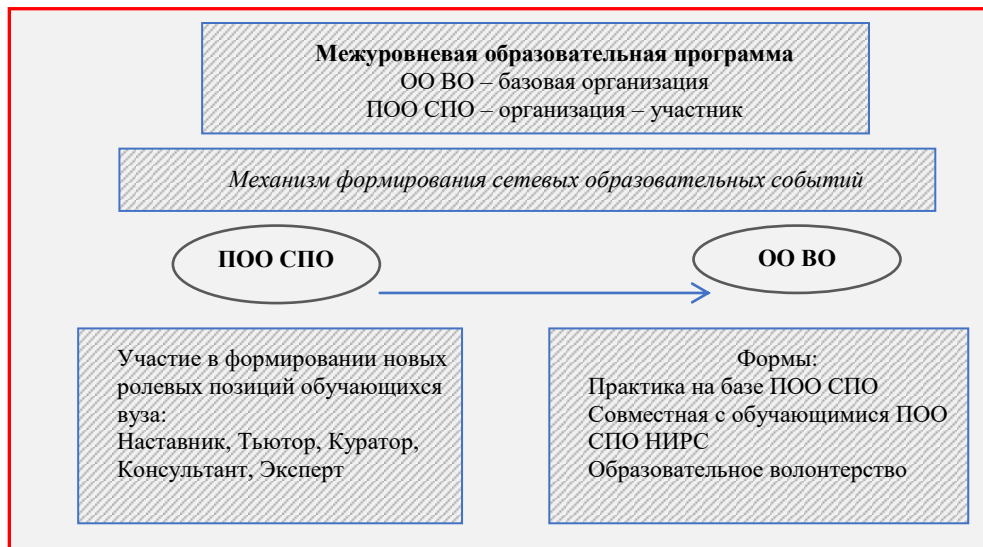 Межуровневая образовательная программа
ОО ВО – базовая организация
ПОО СПО – организация – участник
Механизм формирования сетевых образовательных событий
ПОО СПО
ОО ВО
Участие в формировании новых
ролевых позиций обучающихся
вуза:
Наставник, Тьютор, Куратор,
Консультант, Эксперт
Формы:
Практика на базе ПОО СПО
Совместная с обучающимися ПОО
СПО НИРС
Образовательное волонтерство